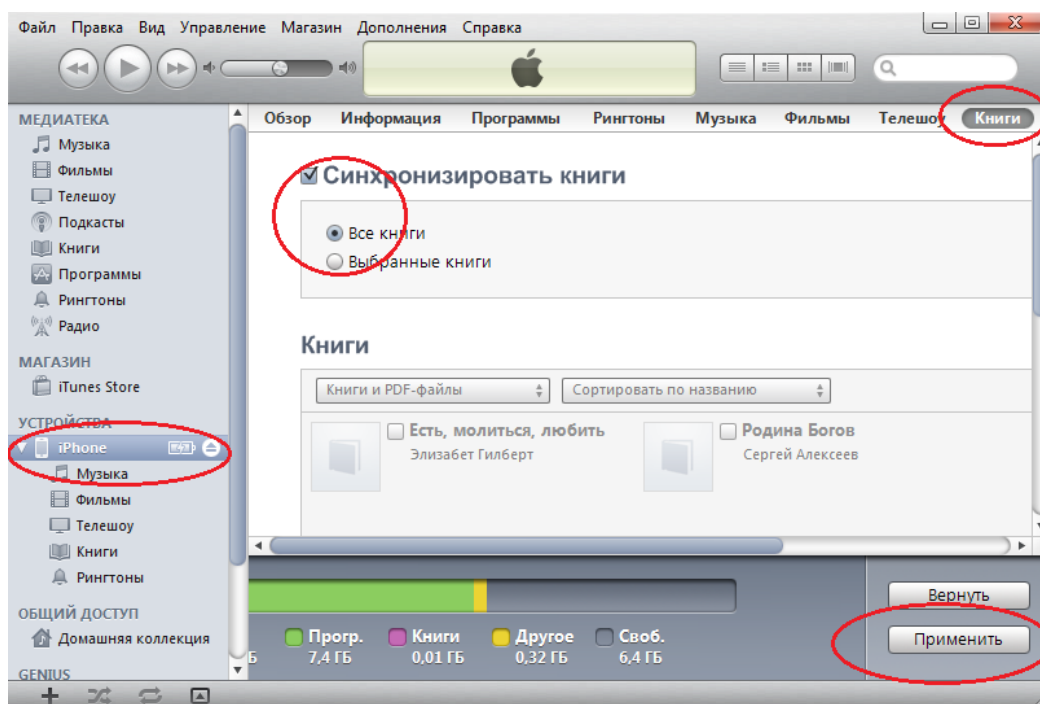 Файл Правка Вид Управление Магазин Дополнения Справка
МЕДИАТЕКА
Музыка
Фильмы
Телешоу
Подкасты
Книги
Программы
Рингтоны
Радио
МАГАЗИН
iTunes Store
УСТРОЙСТВА
iPhone
Музыка
Фильмы
Телешоу
Книги
Рингтоны
ОБЩИЙ ДОСТУП
Домашняя коллекция
GENIUS
Обзор Информация Программы Рингтоны Музыка Фильмы Телешоу Книги
Синхронизировать книги
Все книги
Выбранные книги
Книги
Книги и PDF-файлы Сортировать по названию
Есть, молиться, любить Родина Богов
Элизабет Гилберт Сергей Алексеев
Вернуть
Прогр. Книги Другое Своб.
Б 7,4 ГБ 0,01 ГБ 0,32 ГБ 6,4 ГБ
Применить